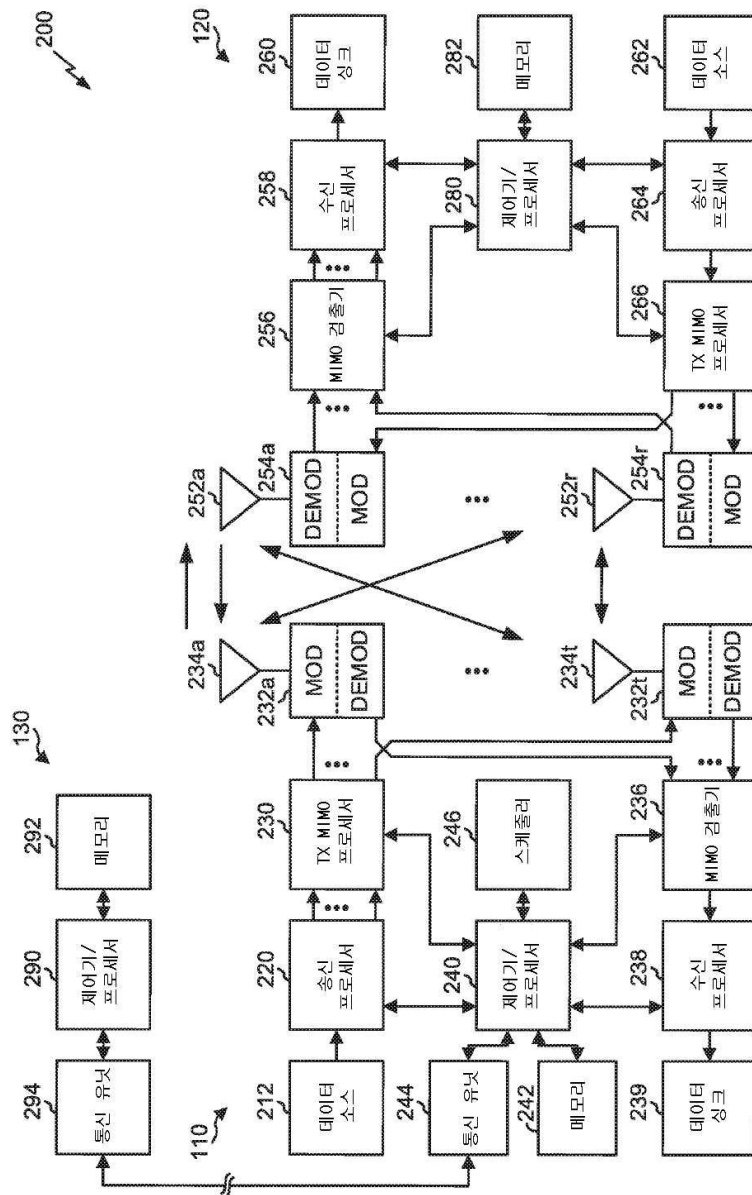 200
130
294
통신 유닛
290
제어기/
프로세서
292
메모리
110
120
212
데이터
소스
220
송신
프로세서
230
TX MIMO
프로세서
232a
MOD
DEMOD
234a
252a
254a
DEMOD
MOD
256
MIMO 검출기
258
수신
프로세서
260
데이터
싱크
244
통신 유닛
242
메모리
240
제어기/
프로세서
246
스케줄러
280
제어기/
프로세서
282
메모리
239
데이터
싱크
238
수신
프로세서
236
MIMO 검출기
232t
MOD
DEMOD
234t
252r
254r
DEMOD
MOD
266
TX MIMO
프로세서
264
송신
프로세서
262
데이터
소스